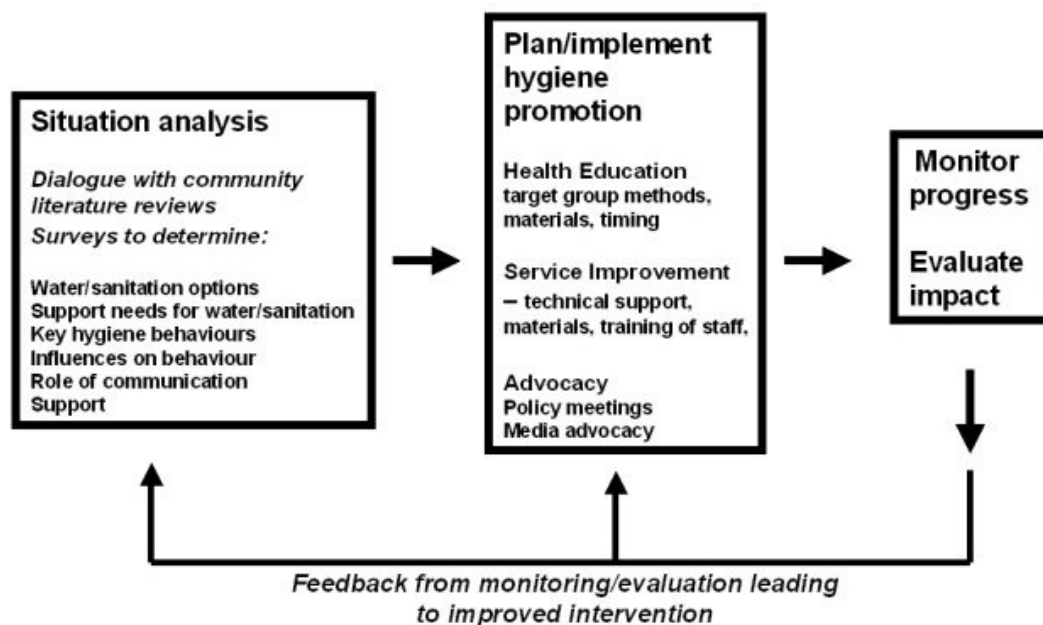 Situation analysis
Dialogue with community
literature reviews
Surveys to determine:
Water/sanitation options
Support needs for water/sanitation
Key hygiene behaviours
Influences on behaviour
Role of communication
Support
Plan/implement
hygiene
promotion
Health Education
target group methods,
materials, timing
Service Improvement
– technical support,
materials, training of staff,
Advocacy
Policy meetings
Media advocacy
Monitor
progress
Evaluate
impact
Feedback from monitoring/evaluation leading
to improved intervention